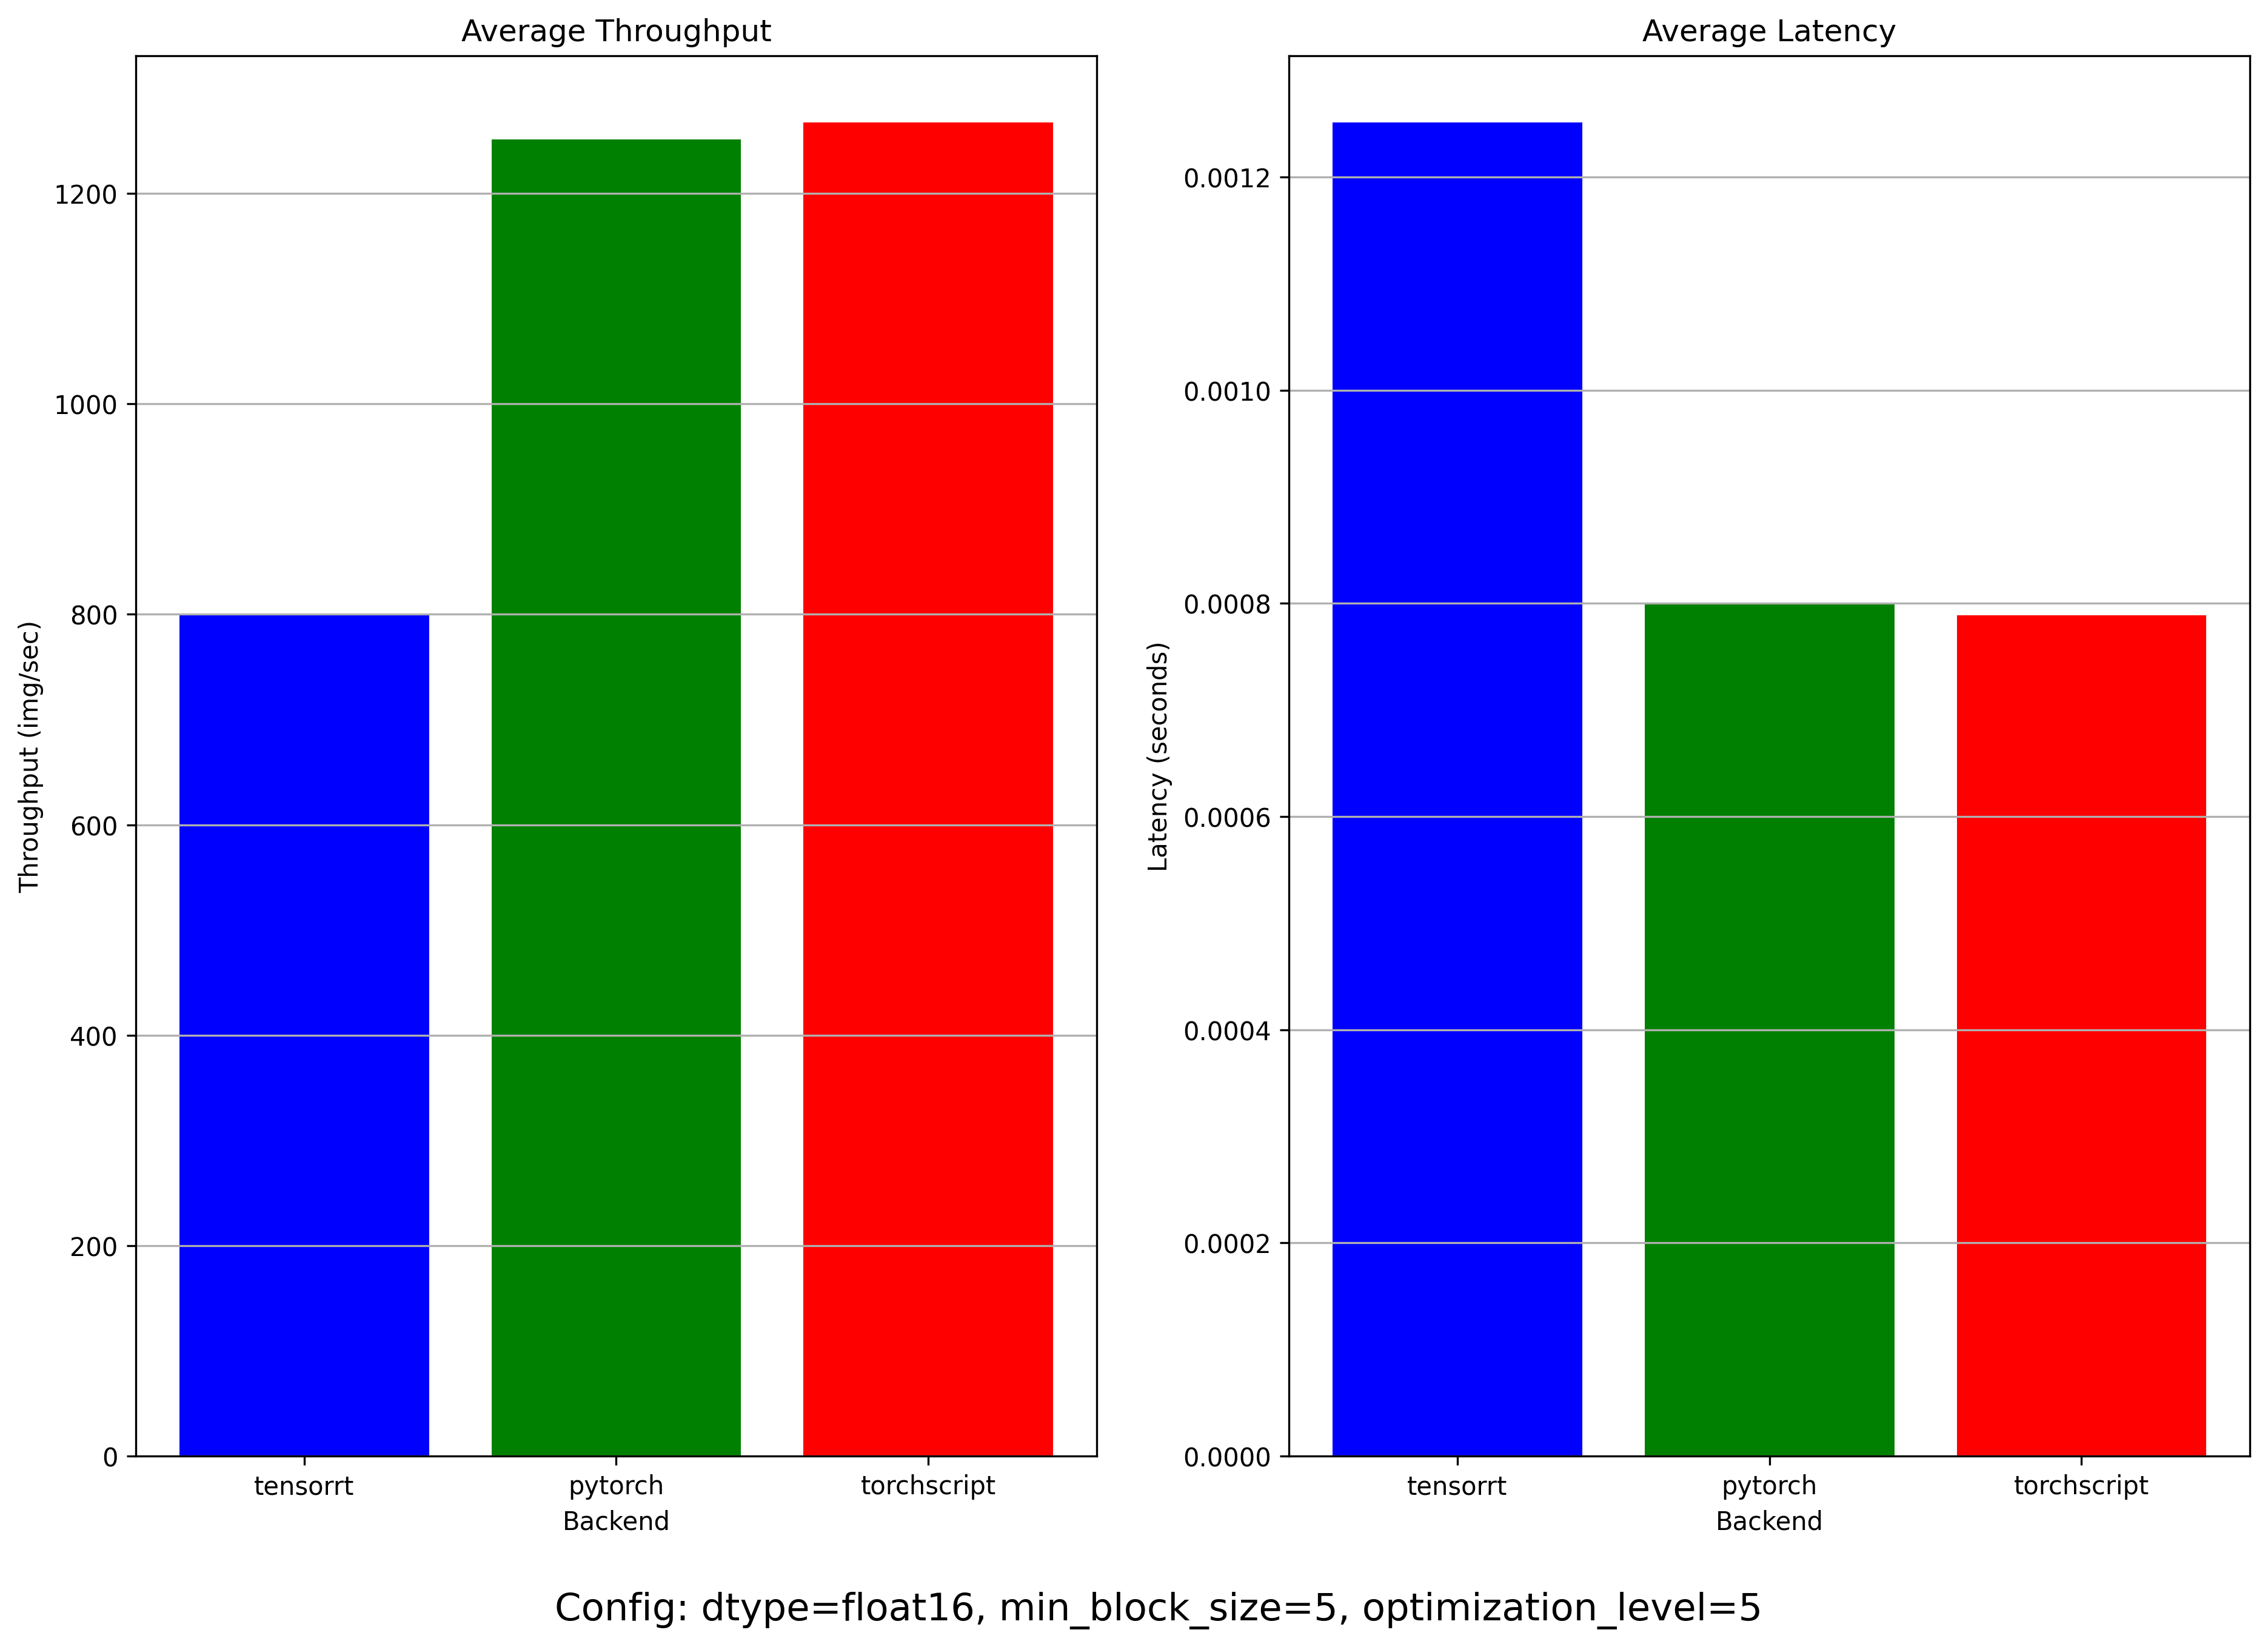 Average Throughput
Throughput (img/sec)
1200
1000
800
600
400
200
0
tensorrt pytorch torchscript
Backend
Average Latency
Latency (seconds)
0.0012
0.0010
0.0008
0.0006
0.0004
0.0002
0.0000
tensorrt pytorch torchscript
Backend
Config: dtype=float16, min_block_size=5, optimization_level=5